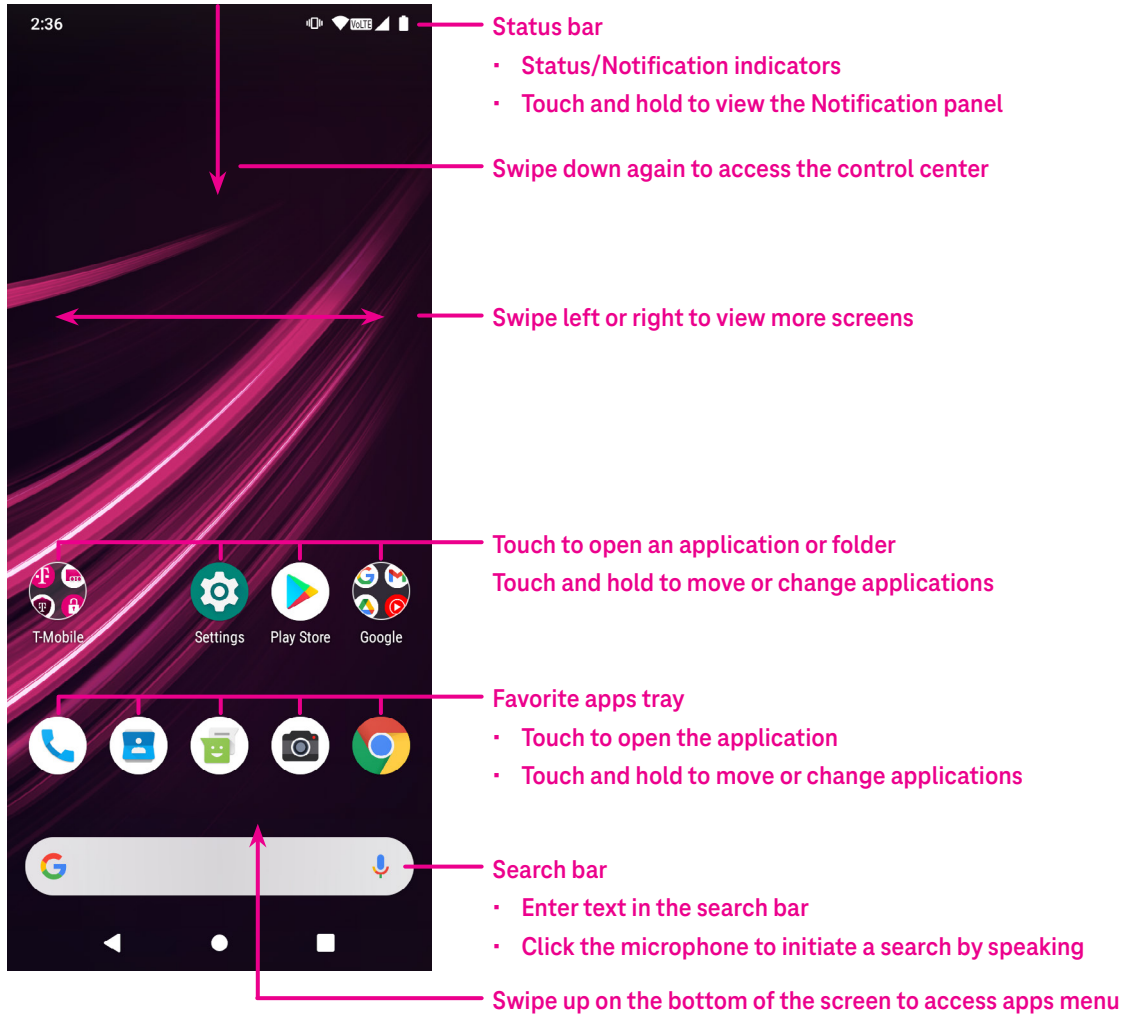 2:36
VoLTE
Status bar
· Status/Notification indicators
· Touch and hold to view the Notification panel
Swipe down again to access the control center
Swipe left or right to view more screens
Touch to open an application or folder
Touch and hold to move or change applications
T-Mobile Settings Play Store Google
Favorite apps tray
· Touch to open the application
· Touch and hold to move or change applications
Search bar
· Enter text in the search bar
· Click the microphone to initiate a search by speaking
Swipe up on the bottom of the screen to access apps menu